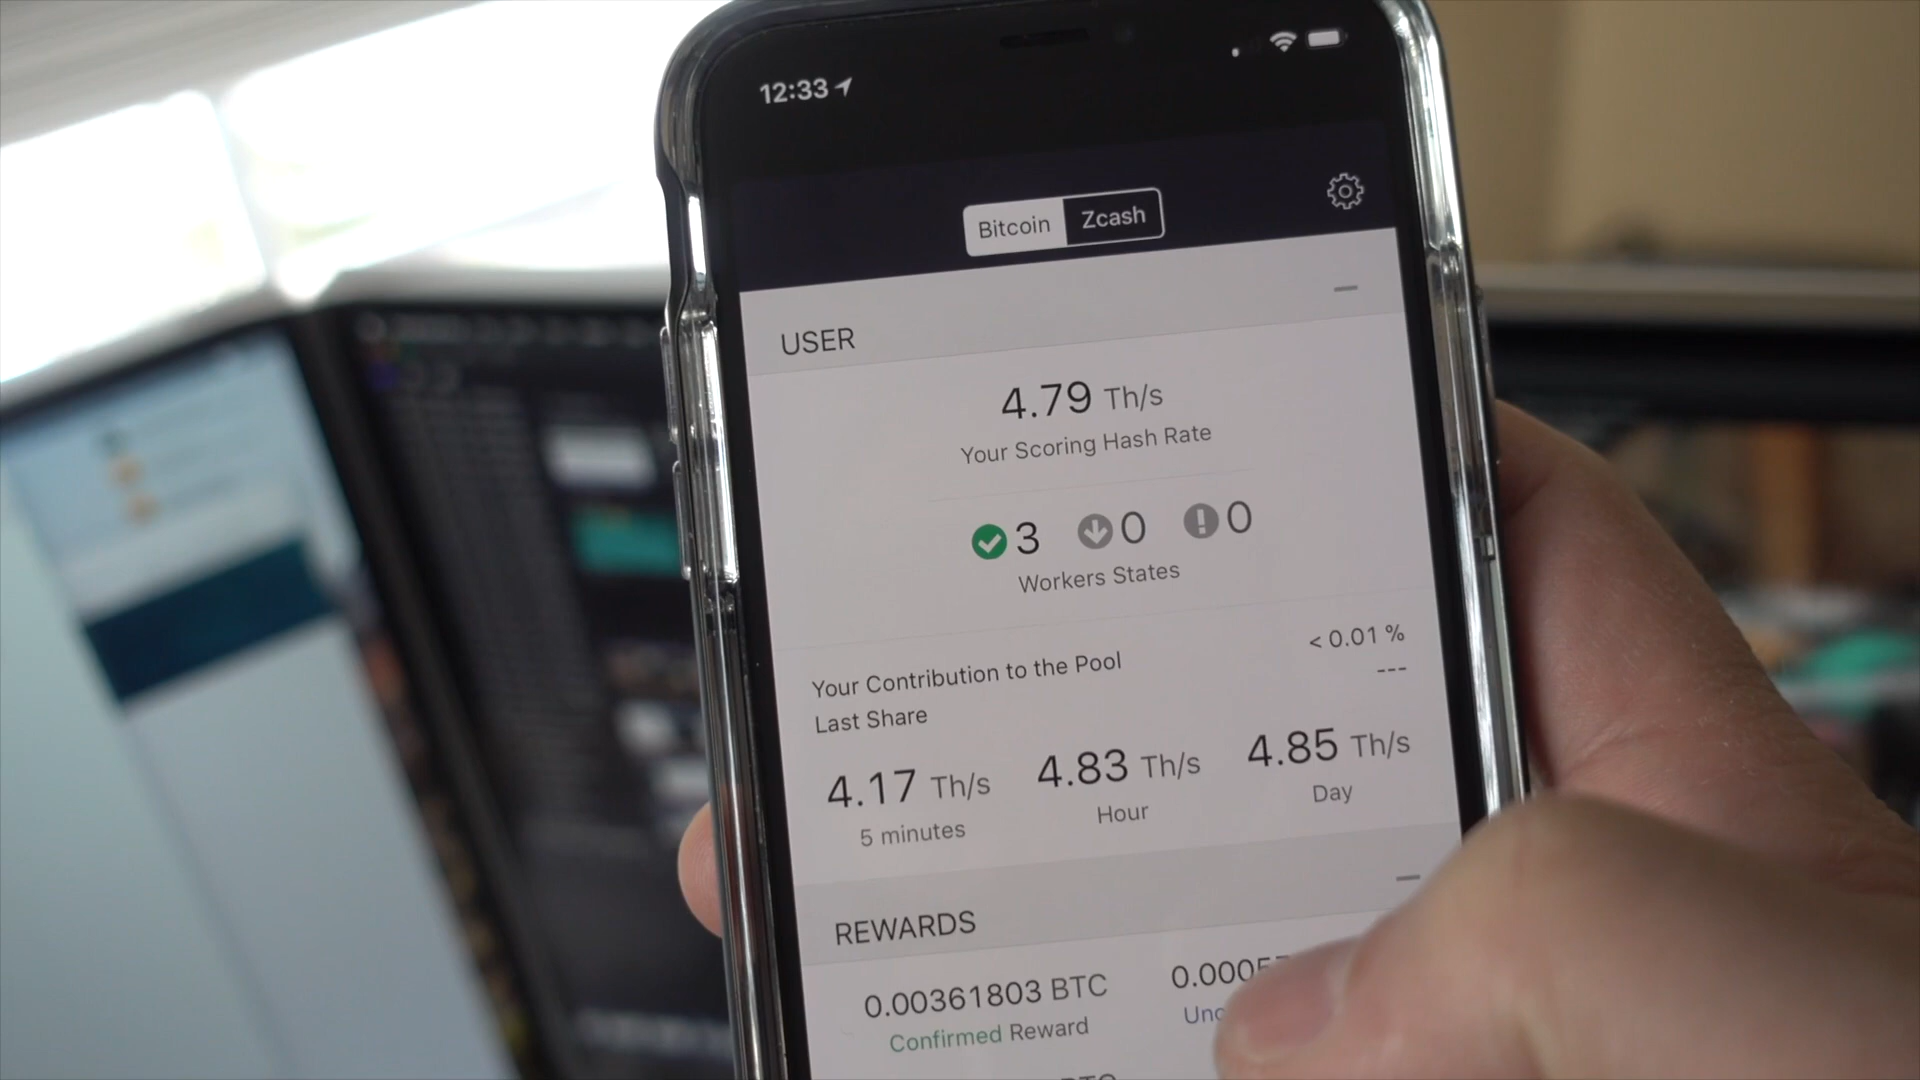 12:33
Bitcoin Zcash
USER
4.79 Th/s
Your Scoring Hash Rate
3 0 0
Workers States
Your Contribution to the Pool < 0.01 %
Last Share ---
4.17 Th/s 4.83 Th/s 4.85 Th/s
5 minutes Hour Day
REWARDS
0.00361803 BTC 0.0005
Confirmed Reward